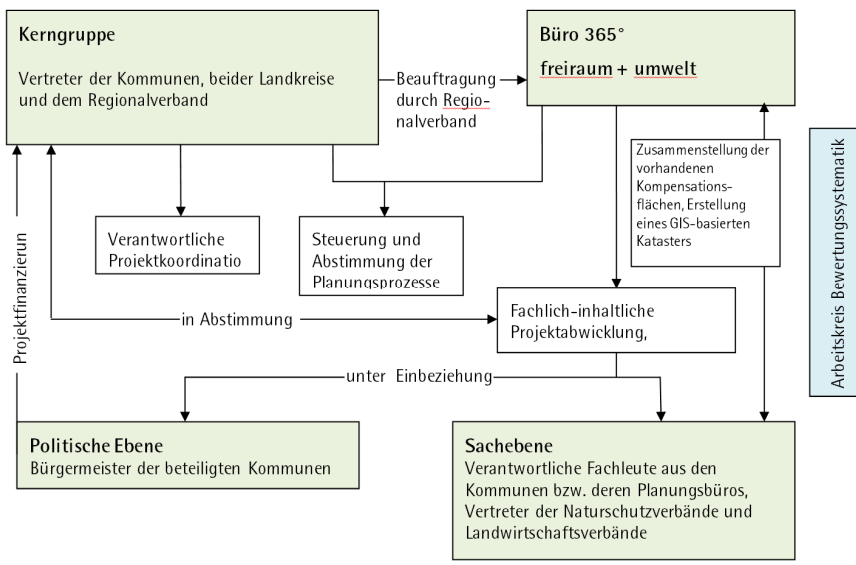 Kerngruppe
Vertreter der Kommunen, beider Landkreise
und dem Regionalverband
Beauftragung
durch Regio-
nalverband
Büro 365°
freiraum + umwelt
Zusammenstellung der
vorhandenen
Kompensations-
flächen, Erstellung
eines GIS-basierten
Katasters
Arbeitskreis Bewertungssystematik
Verantwortliche
Projektkoordinatio
Steuerung und
Abstimmung der
Planungsprozesse
Projektfinanzierun
in Abstimmung
Fachlich-inhaltliche
Projektabwicklung,
unter Einbeziehung
Politische Ebene
Bürgermeister der beteiligten Kommunen
Sachebene
Verantwortliche Fachleute aus den
Kommunen bzw. deren Planungsbüros,
Vertreter der Naturschutzverbände und
Landwirtschaftsverbände